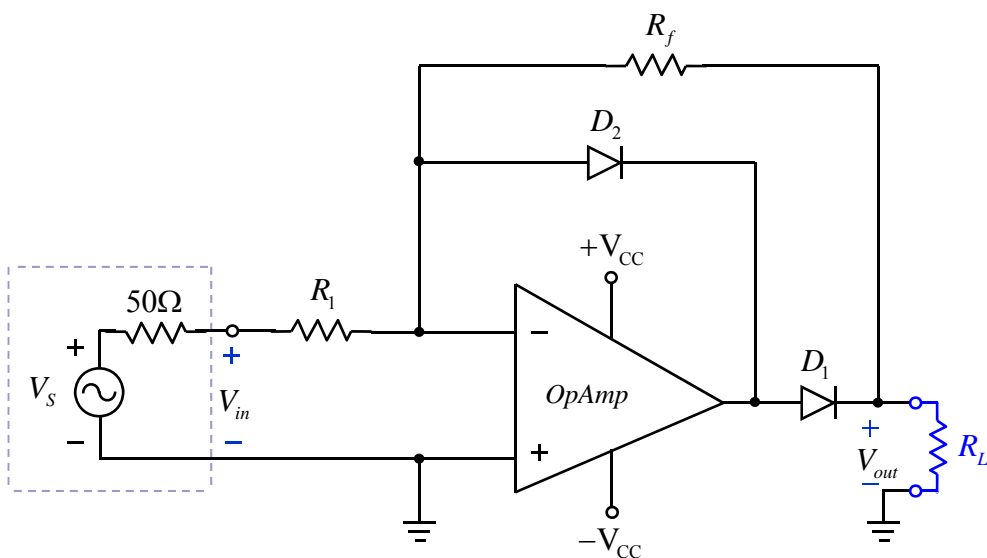 R_f
D_2
+V_CC
50Ω
R_1
−
+
+
V_S
V_in
OpAmp
D_1
−
−
+
+
V_out
R_L
−
−V_CC